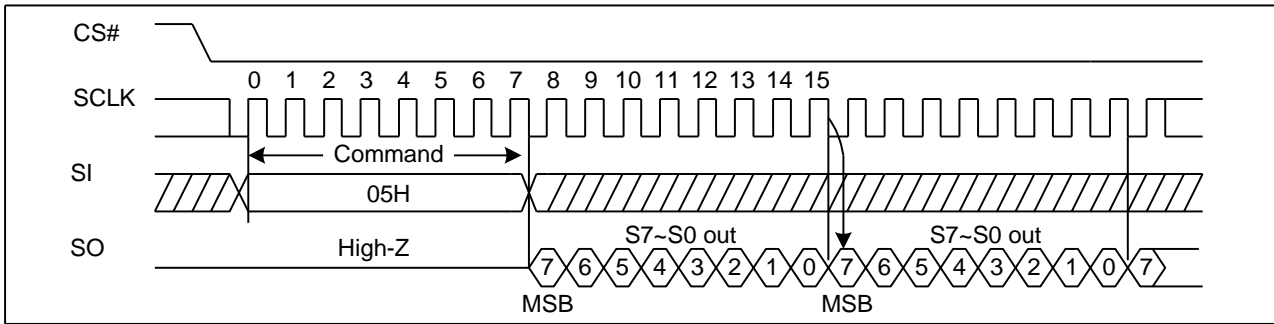 CS#
0 1 2 3 4 5 6 7 8 9 10 11 12 13 14 15
SCLK
Command
SI
05H
S7~S0 out S7~S0 out
SO High-Z
7 6 5 4 3 2 1 0 7 6 5 4 3 2 1 0 7
MSB MSB